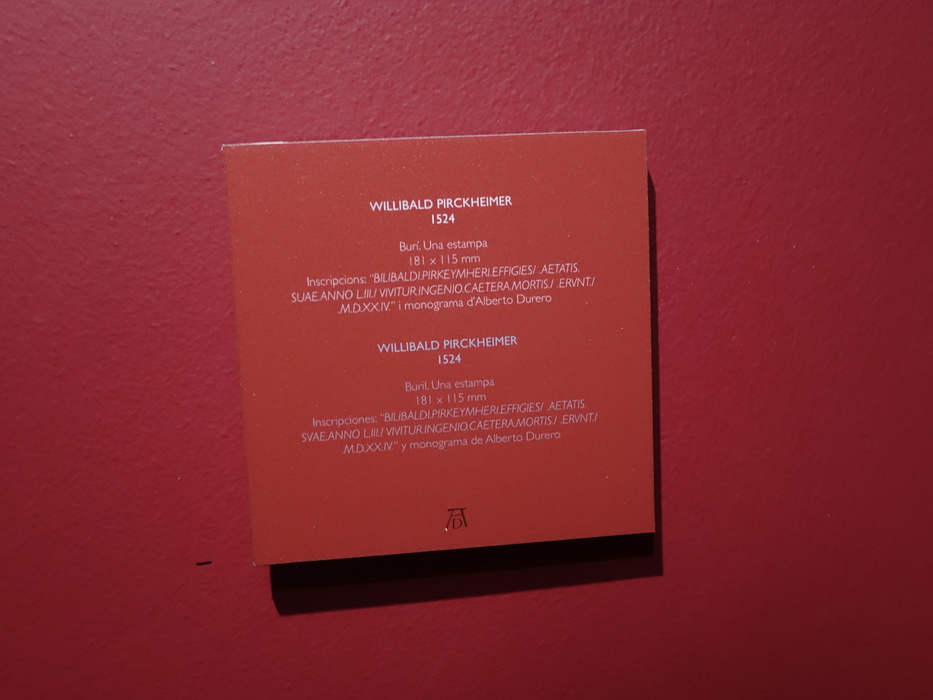 WILLIBALD PIRCKHEIMER
1524
Burí. Una estampa
181 x 115 mm
Inscripcions: “BILIBALDI.PIRKEYMHERI.EFFIGIES/ .AETATIS.
SUAE.ANNO L.III./ VIVITUR.INGENIO.CAETERA.MORTIS./ .ERVNT./
.M.D.XX.IV.” i monograma d'Alberto Durero
WILLIBALD PIRCKHEIMER
1524
Buril. Una estampa
181 x 115 mm
Inscripciones: “BILIBALDI.PIRKEYMHERI.EFFIGIES/ .AETATIS.
SVAE.ANNO L.III./ VIVITUR.INGENIO.CAETERA.MORTIS./ .ERVNT./
.M.D.XX.IV.” y monograma de Alberto Durero
AD